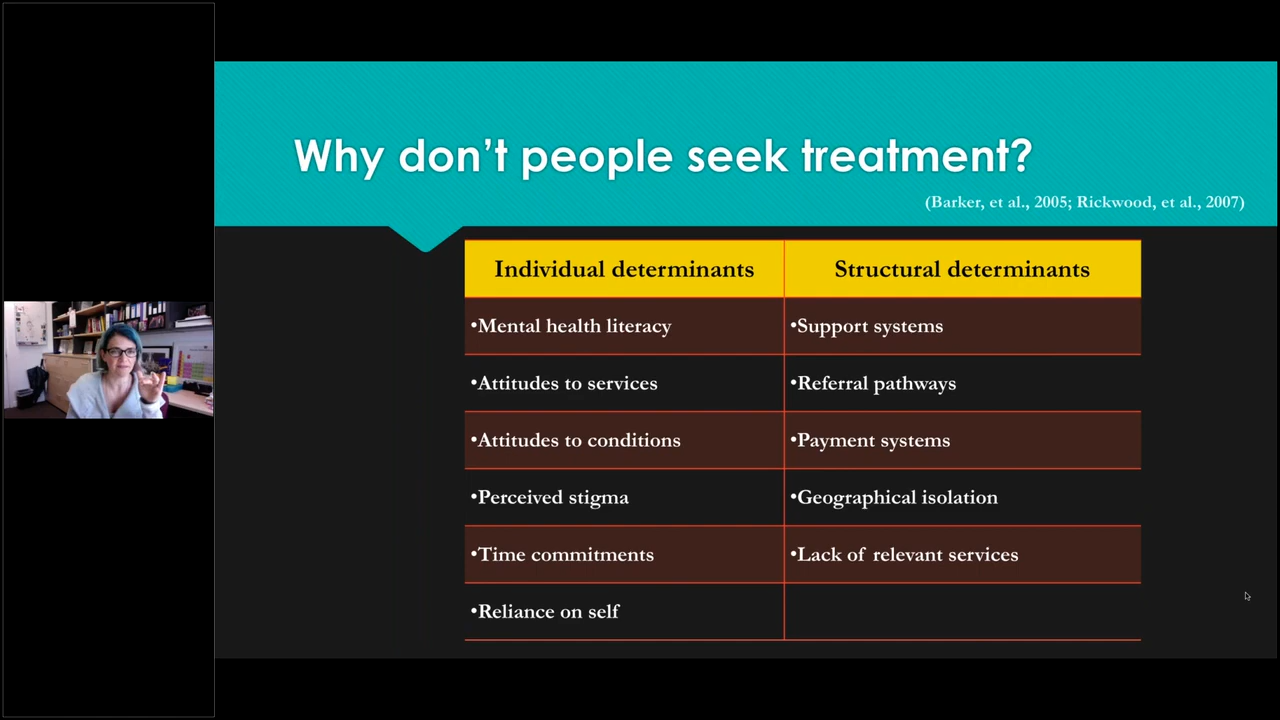 Why don't people seek treatment?
(Barker, et al., 2005; Rickwood, et al., 2007)
Individual determinants
Structural determinants
•Mental health literacy
•Support systems
•Attitudes to services
•Referral pathways
•Attitudes to conditions
•Payment systems
•Perceived stigma
•Geographical isolation
•Time commitments
•Lack of relevant services
•Reliance on self